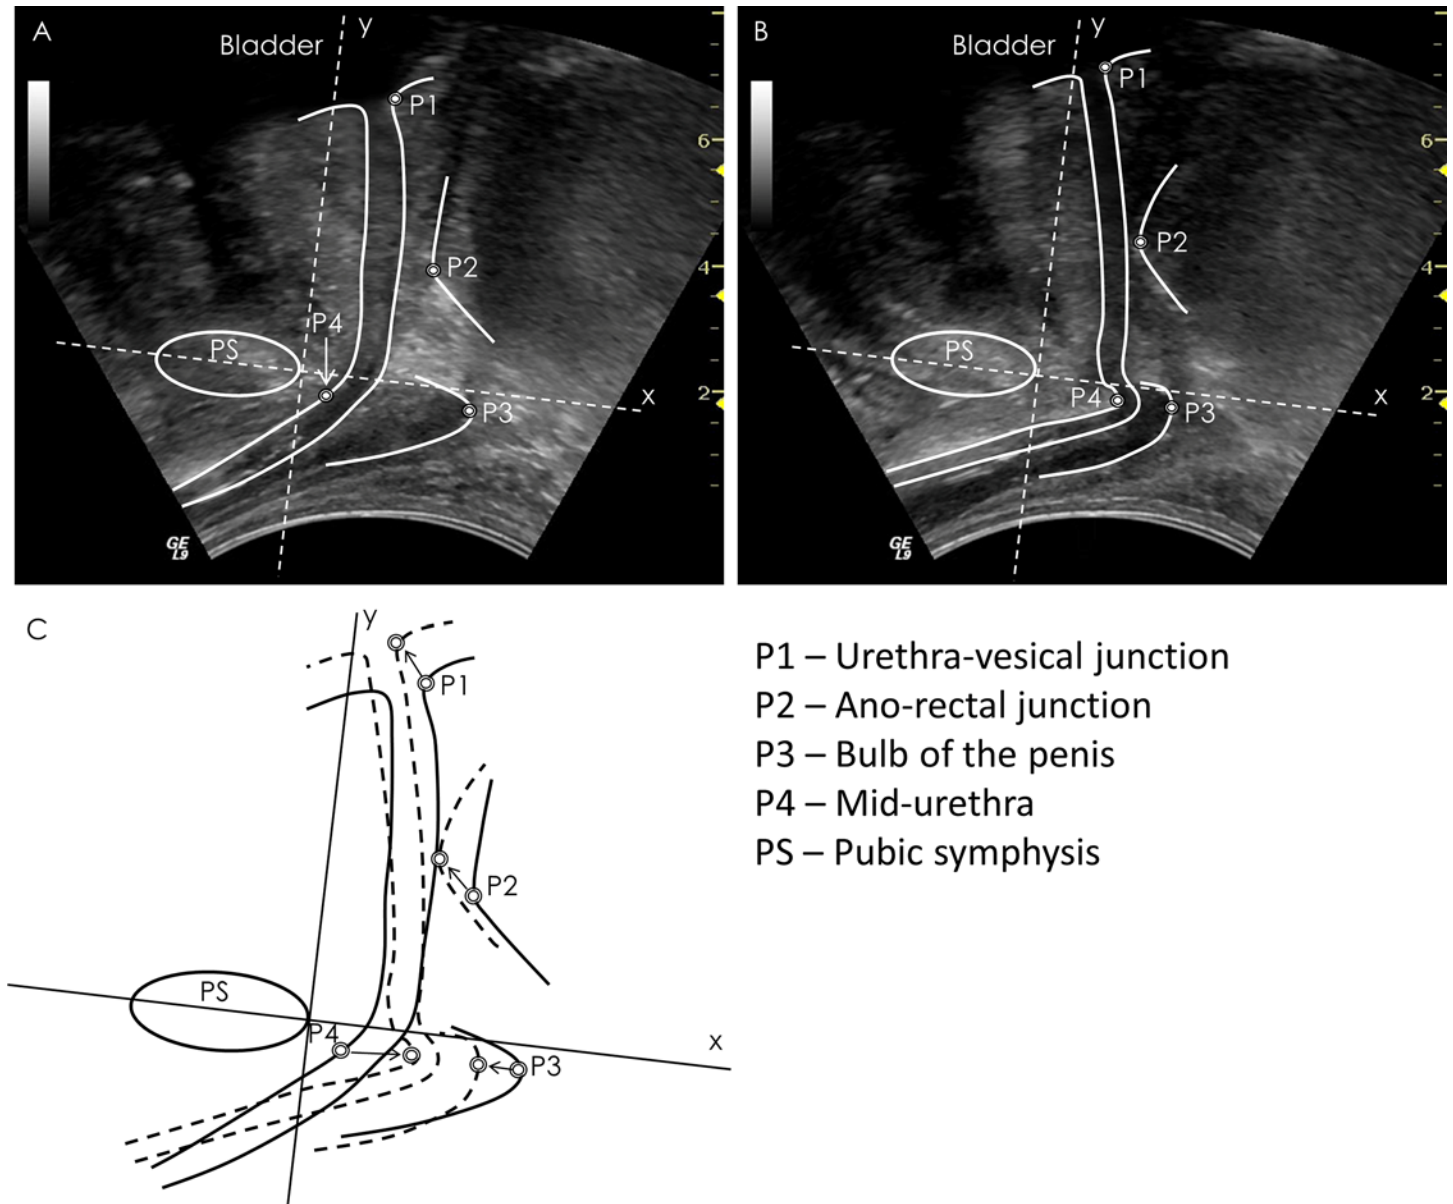 A
y
Bladder
P1
6
P2
4
P4
PS
x
2
P3
GE
L9
B
y
Bladder
P1
6
P2
4
PS
x
P4
2
P3
GE
L9
C
y
P1
P2
PS
P4
x
P3
P1 – Urethra-vesical junction
P2 – Ano-rectal junction
P3 – Bulb of the penis
P4 – Mid-urethra
PS – Pubic symphysis